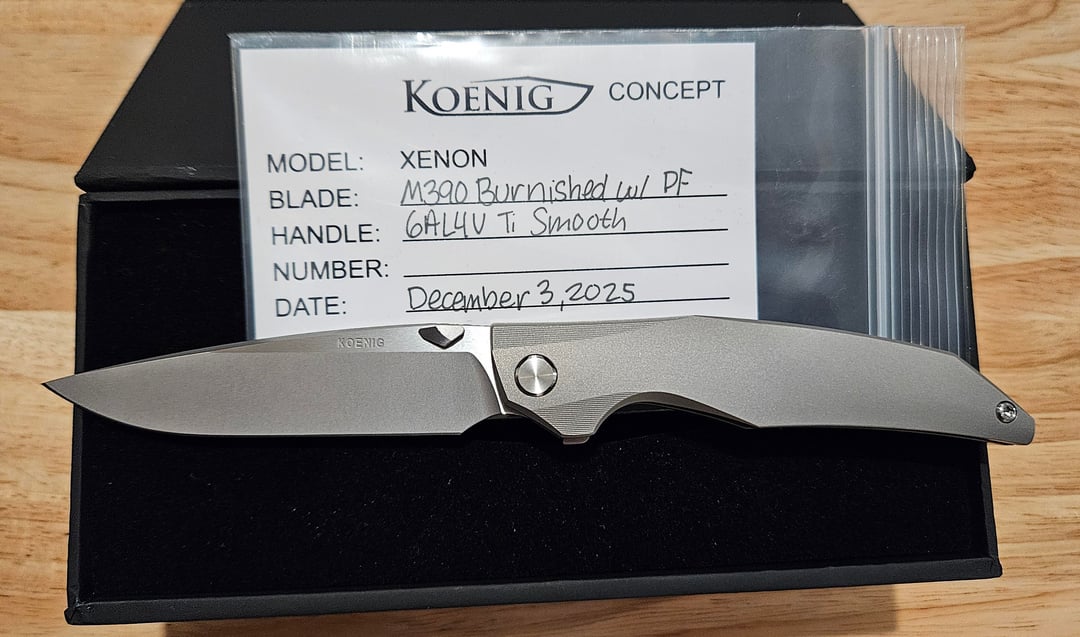 KOENIG CONCEPT
MODEL: XENON
BLADE: M390 Burnished w/ PF
HANDLE: 6AL4V Ti Smooth
NUMBER:
DATE: December 3, 2025
KOENIG